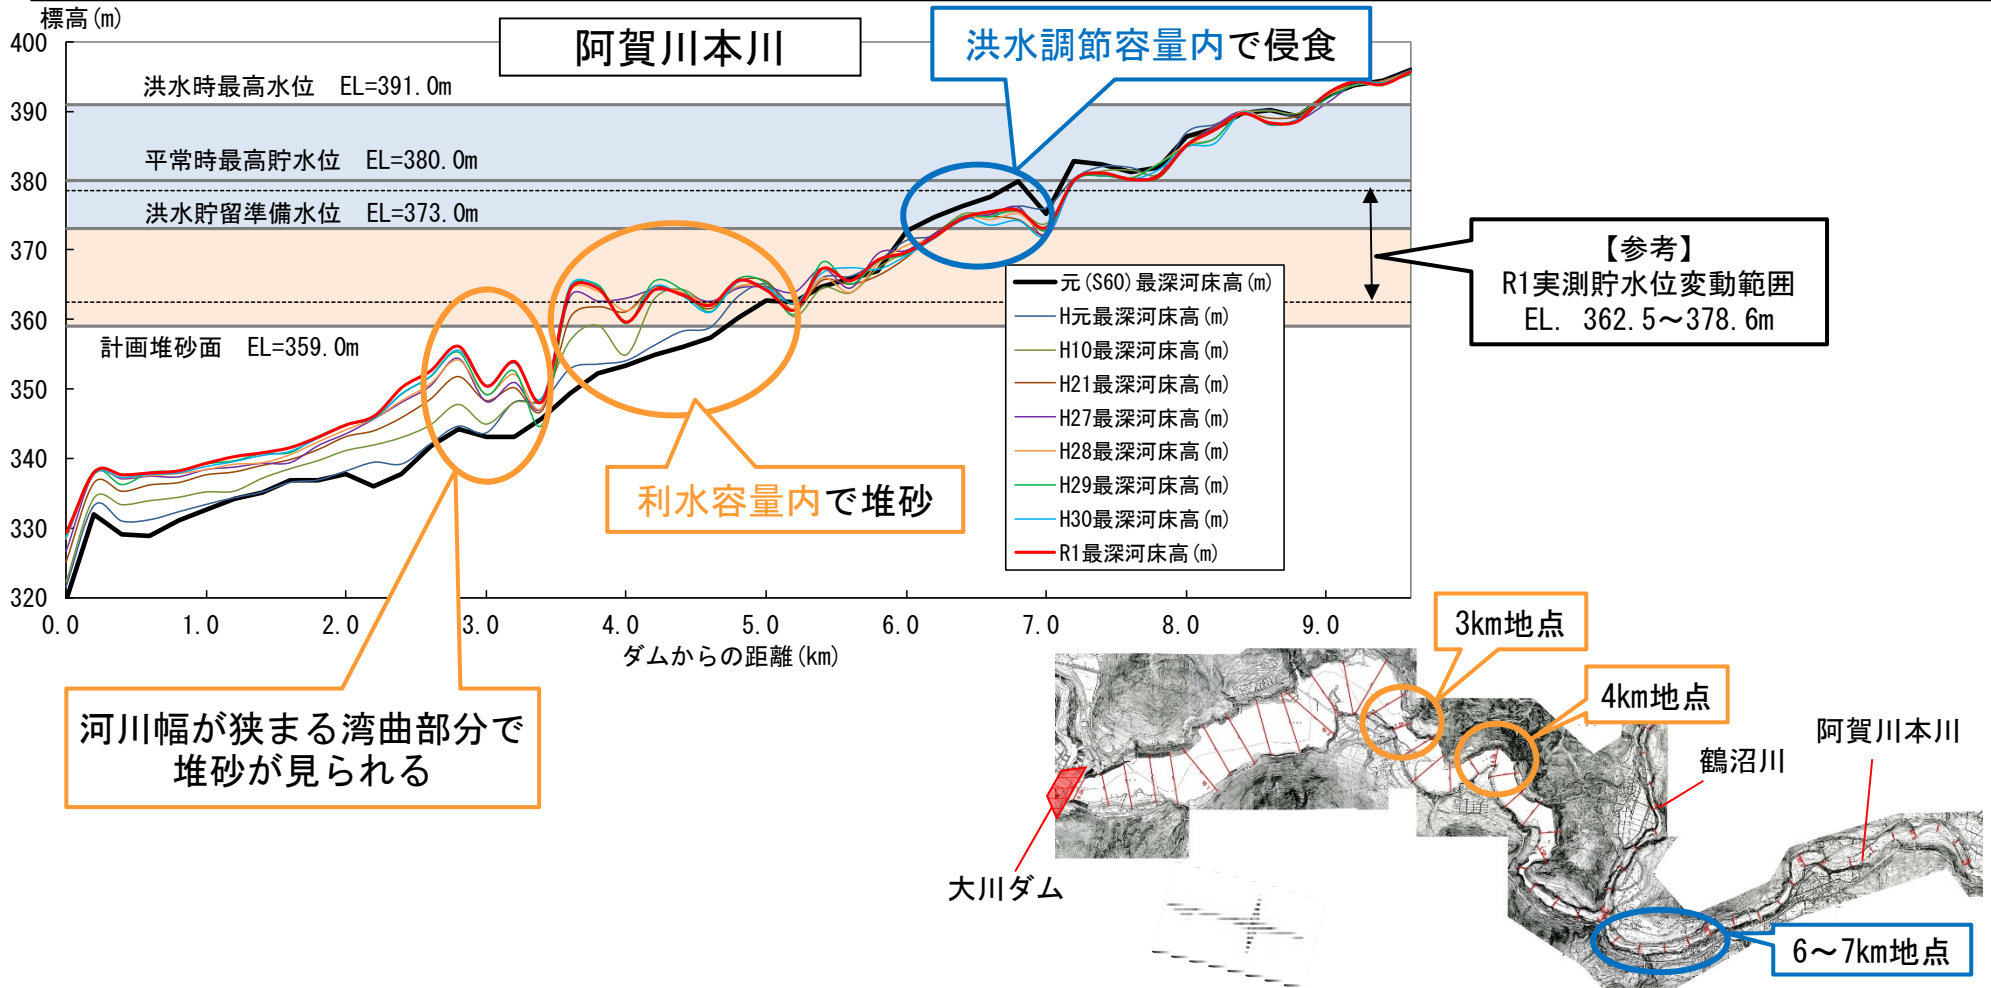 標高(m)
阿賀川本川
洪水調節容量内で侵食
400
390
380
370
360
350
340
330
320
洪水時最高水位 EL=391.0m
平常時最高貯水位 EL=380.0m
洪水貯留準備水位 EL=373.0m
計画堆砂面 EL=359.0m
【参考】
R1実測貯水位変動範囲
EL. 362.5～378.6m
元(S60)最深河床高(m)
H元最深河床高(m)
H10最深河床高(m)
H21最深河床高(m)
H27最深河床高(m)
H28最深河床高(m)
H29最深河床高(m)
H30最深河床高(m)
R1最深河床高(m)
利水容量内で堆砂
0.0 1.0 2.0 3.0 4.0 5.0 6.0 7.0 8.0 9.0
ダムからの距離(km)
河川幅が狭まる湾曲部分で
堆砂が見られる
3km地点
4km地点
鶴沼川
阿賀川本川
大川ダム
6～7km地点